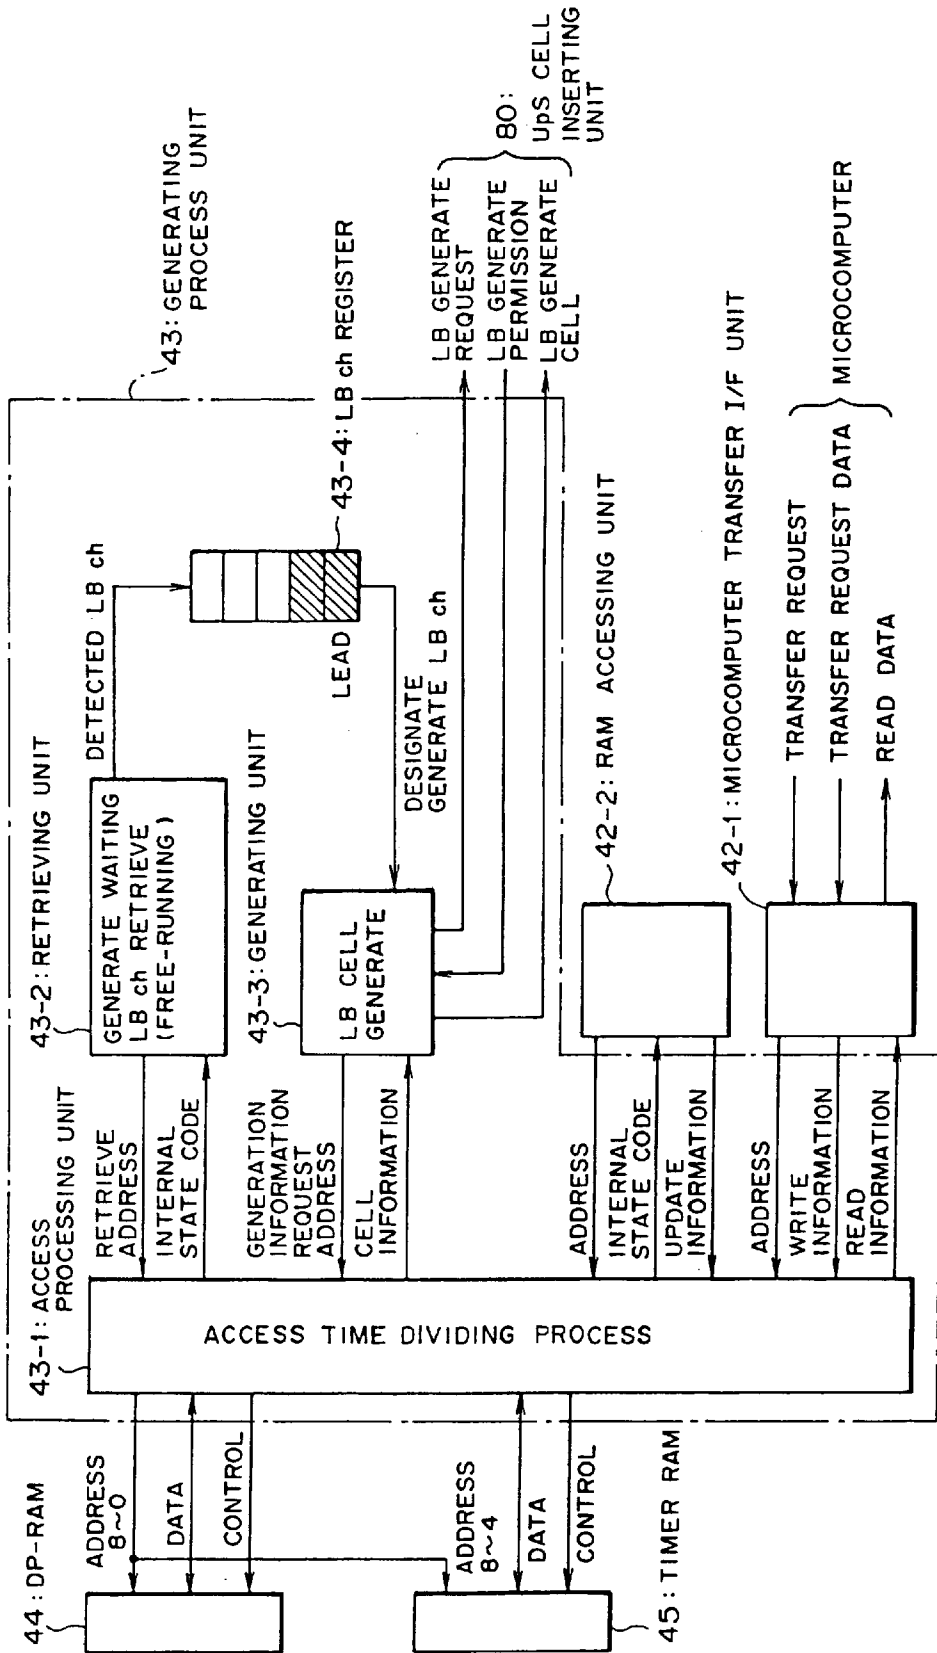 43: GENERATING
PROCESS UNIT
43-2: RETRIEVING UNIT
GENERATE WAITING
LB ch RETRIEVE
(FREE-RUNNING)
DETECTED LB ch
43-4: LB ch REGISTER
LEAD
DESIGNATE
GENERATE LB ch
43-3: GENERATING UNIT
LB CELL
GENERATE
LB GENERATE
REQUEST
LB GENERATE
PERMISSION
LB GENERATE
CELL
80:
UpS CELL
INSERTING
UNIT
42-2: RAM ACCESSING UNIT
42-1: MICROCOMPUTER TRANSFER I/F UNIT
TRANSFER REQUEST
TRANSFER REQUEST DATA
READ DATA
MICROCOMPUTER
43-1: ACCESS
PROCESSING UNIT
RETRIEVE
ADDRESS
INTERNAL
STATE CODE
GENERATION
INFORMATION
REQUEST
ADDRESS
CELL
INFORMATION
ADDRESS
INTERNAL
STATE CODE
UPDATE
INFORMATION
ADDRESS
WRITE
INFORMATION
READ
INFORMATION
ACCESS TIME DIVIDING PROCESS
44: DP-RAM
ADDRESS
8~0
DATA
CONTROL
ADDRESS
8~4
DATA
CONTROL
45: TIMER RAM